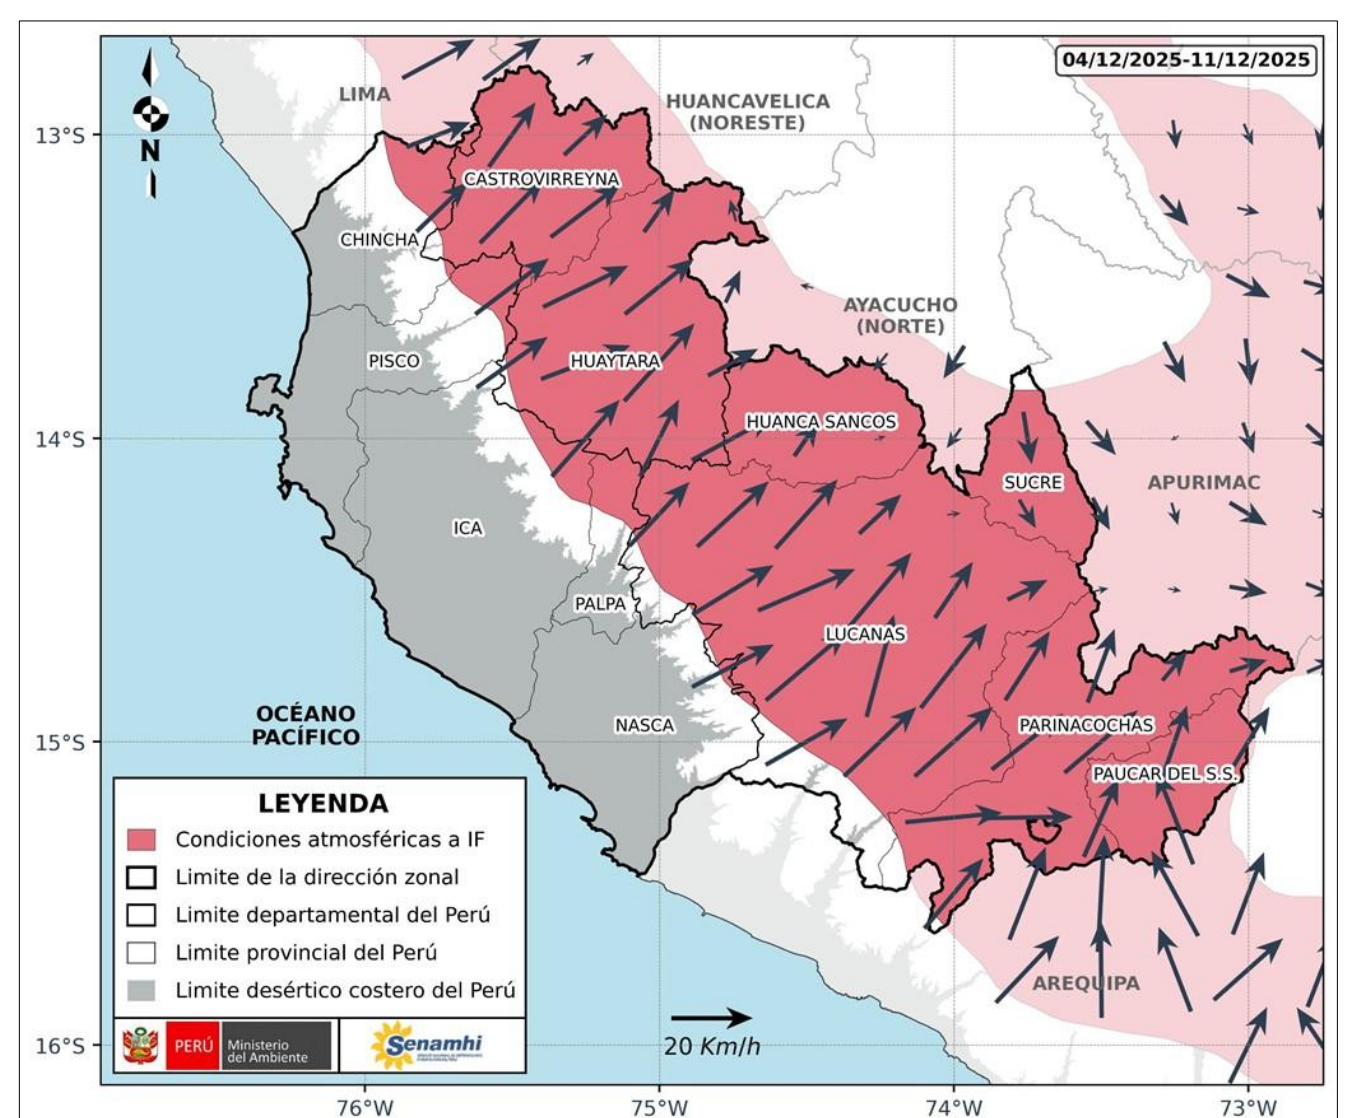 04/12/2025-11/12/2025
N
LIMA
HUANCAVELICA
(NORESTE)
13°S
CASTROVIRREYNA
CHINCHA
AYACUCHO
(NORTE)
PISCO
HUAYTARA
HUANCA SANCOS
14°S
SUCRE
APURIMAC
ICA
PALPA
LUCANAS
OCÉANO
PACÍFICO
NASCA
PARINACOCHAS
15°S
PAUCAR DEL S.S.
LEYENDA
Condiciones atmosféricas a IF
Limite de la dirección zonal
Limite departamental del Perú
Limite provincial del Perú
Limite desértico costero del Perú
AREQUIPA
PERÚ
Ministerio
del Ambiente
Senamhi
20 Km/h
16°S
76°W
75°W
74°W
73°W